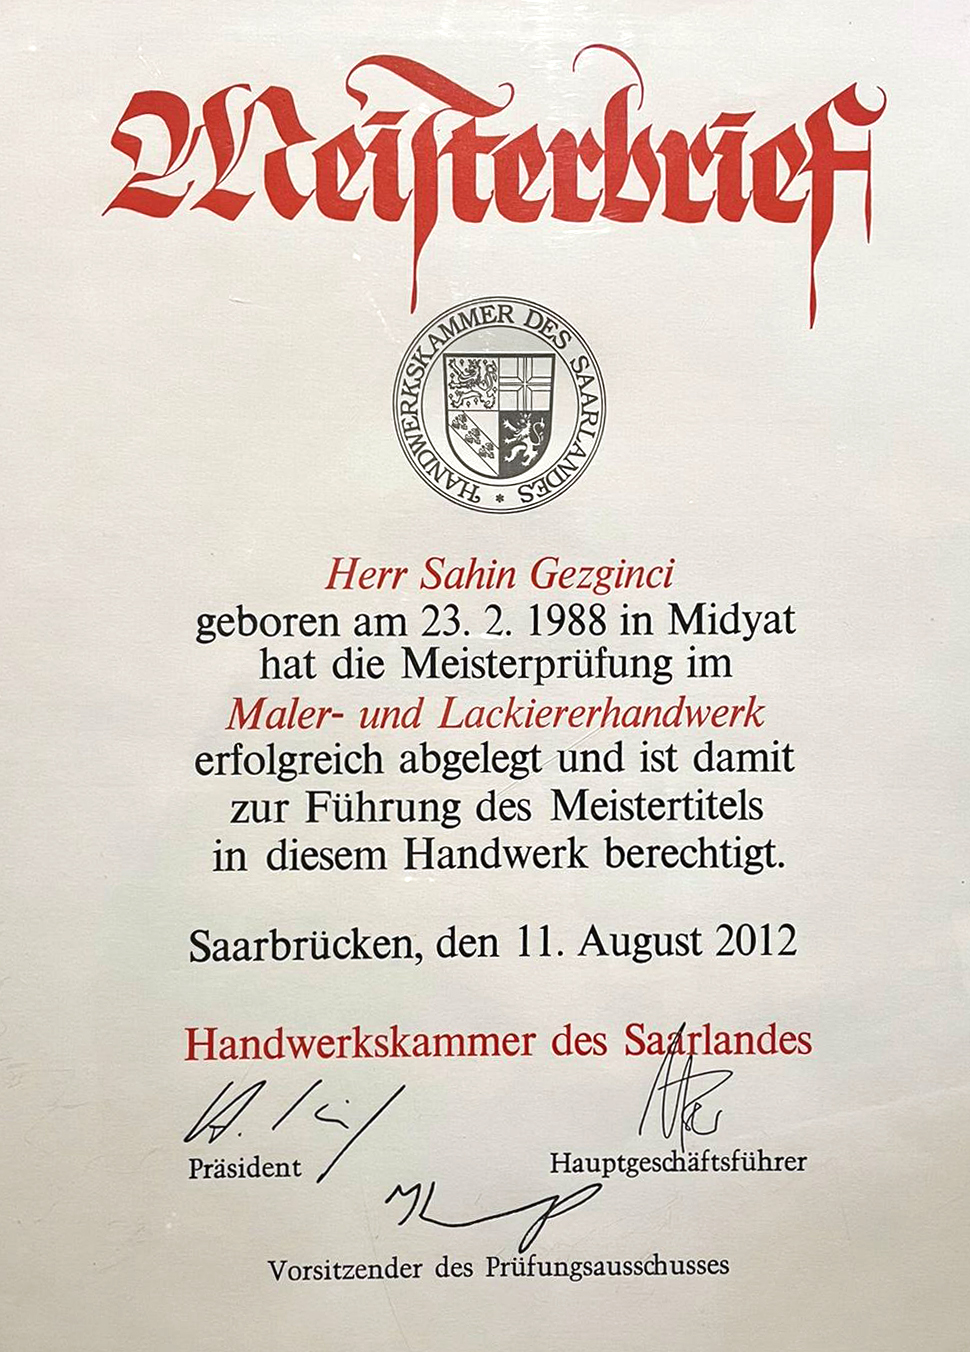 Meisterbrief
HANDWERKSKAMMER DES SAARLANDES *
Herr Sahin Gezginci
geboren am 23. 2. 1988 in Midyat
hat die Meisterprüfung im
Maler- und Lackiererhandwerk
erfolgreich abgelegt und ist damit
zur Führung des Meistertitels
in diesem Handwerk berechtigt.
Saarbrücken, den 11. August 2012
Handwerkskammer des Saarlandes
Präsident
Hauptgeschäftsführer
Vorsitzender des Prüfungsausschusses